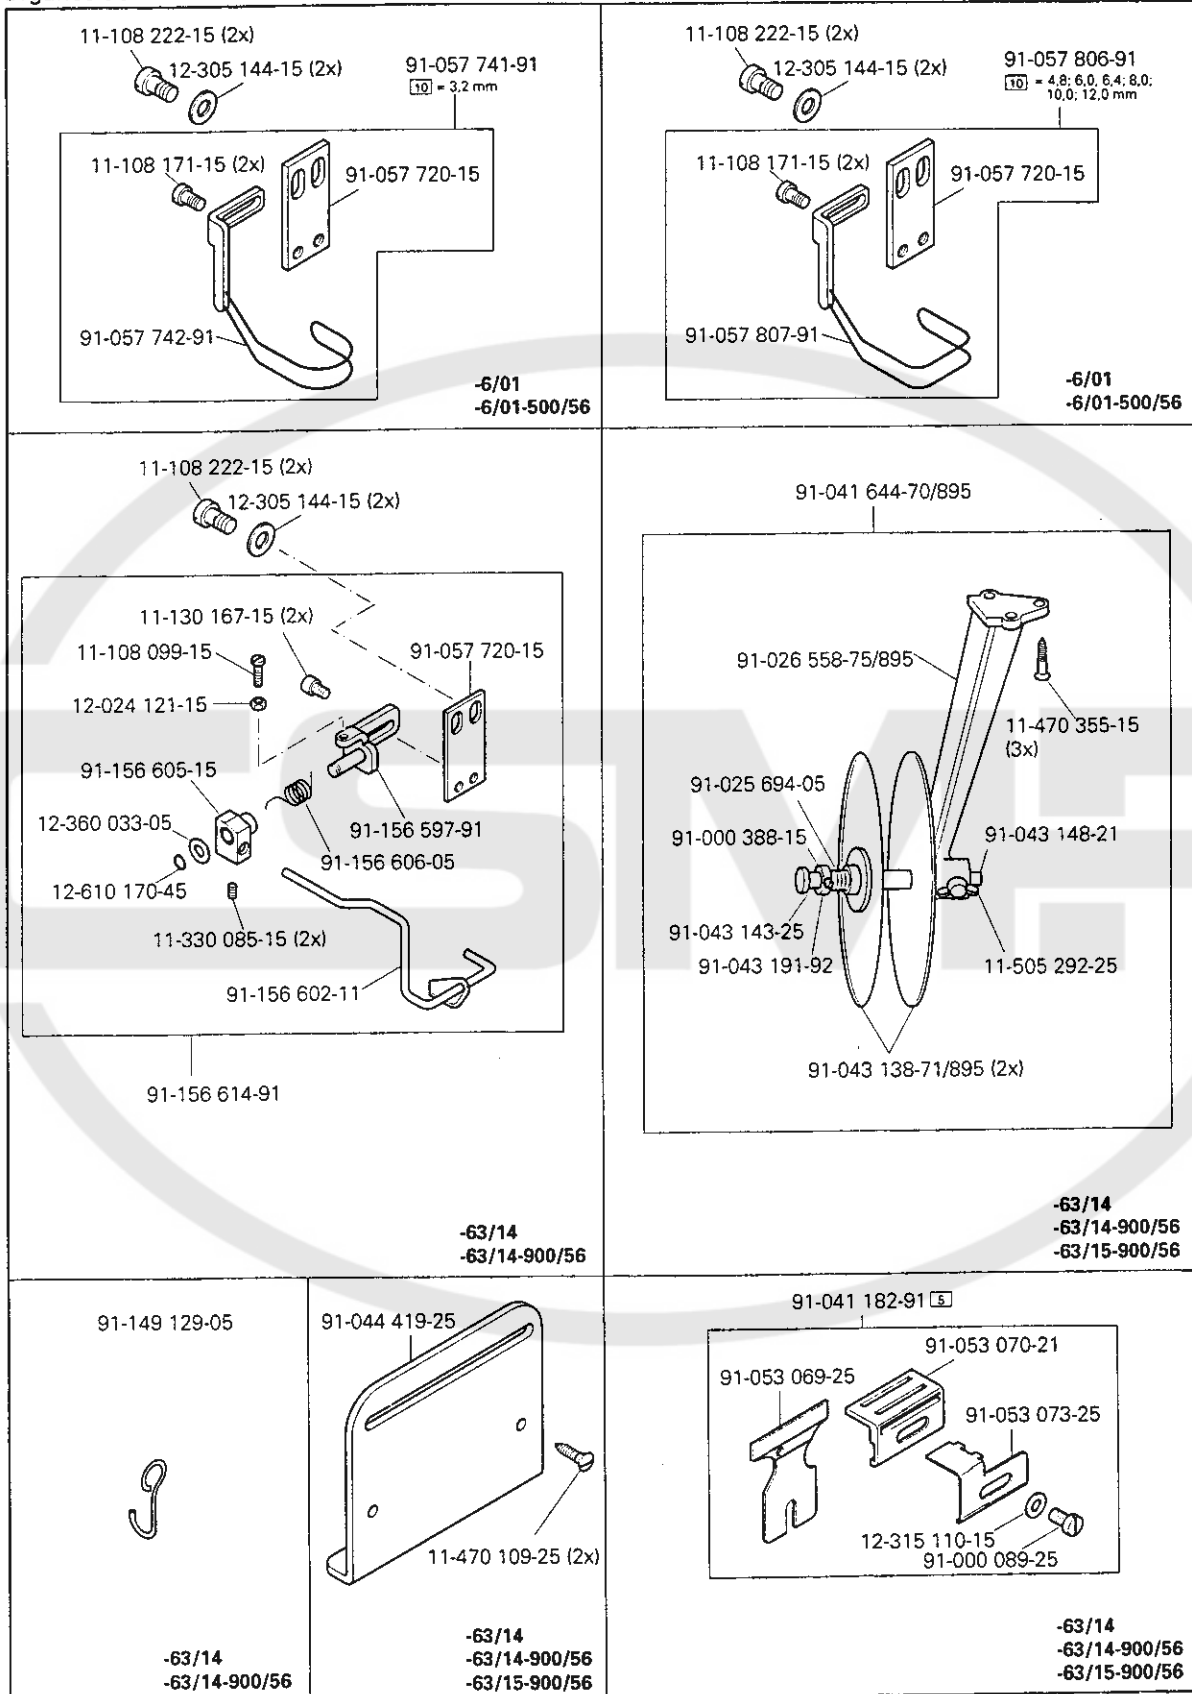 11-108 222-15 (2x)
12-305 144-15 (2x)
91-057 741-91
10 = 3,2 mm
11-108 171-15 (2x)
91-057 720-15
91-057 742-91
-6/01
-6/01-500/56
11-108 222-15 (2x)
12-305 144-15 (2x)
91-057 806-91
10 = 4,8; 6,0, 6,4; 8,0;
10,0; 12,0 mm
11-108 171-15 (2x)
91-057 720-15
91-057 807-91
-6/01
-6/01-500/56
11-108 222-15 (2x)
12-305 144-15 (2x)
11-130 167-15 (2x)
11-108 099-15
91-057 720-15
12-024 121-15
91-156 605-15
12-360 033-05
91-156 597-91
91-156 606-05
12-610 170-45
11-330 085-15 (2x)
91-156 602-11
91-156 614-91
-63/14
-63/14-900/56
91-041 644-70/895
91-026 558-75/895
11-470 355-15
(3x)
91-025 694-05
91-000 388-15
91-043 148-21
91-043 143-25
91-043 191-92
11-505 292-25
91-043 138-71/895 (2x)
-63/14
-63/14-900/56
-63/15-900/56
91-149 129-05
-63/14
-63/14-900/56
91-044 419-25
11-470 109-25 (2x)
-63/14
-63/14-900/56
-63/15-900/56
91-041 182-91 5
91-053 070-21
91-053 069-25
91-053 073-25
12-315 110-15
91-000 089-25
-63/14
-63/14-900/56
-63/15-900/56
SMP